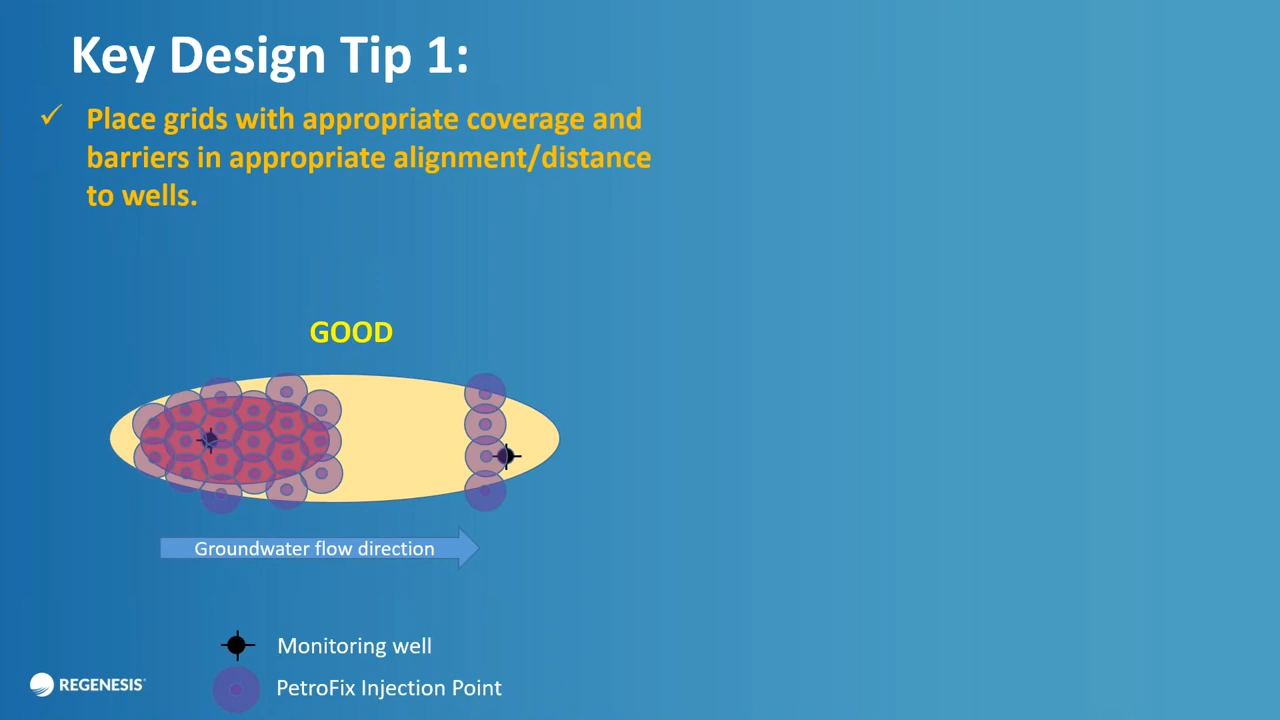 Key Design Tip 1:
✓ Place grids with appropriate coverage and
barriers in appropriate alignment/distance
to wells.
GOOD
Groundwater flow direction
Monitoring well
PetroFix Injection Point
REGENESIS